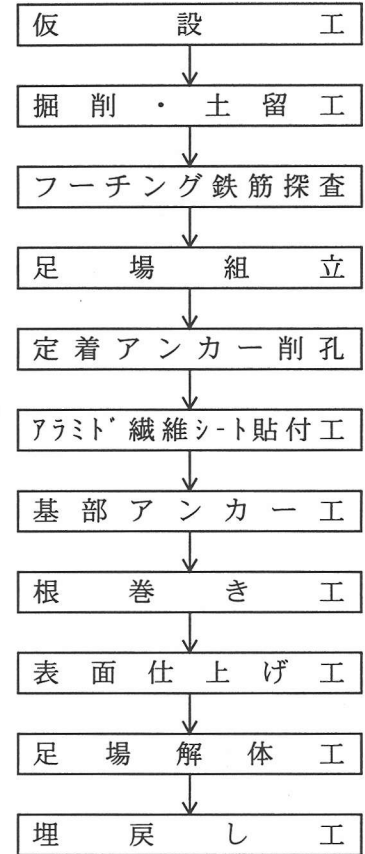 仮設工
掘削・土留工
フーチング鉄筋探査
足場組立
定着アンカー削孔
ｱﾗﾐﾄﾞ繊維ｼｰﾄ貼付工
基部アンカー工
根巻き工
表面仕上げ工
足場解体工
埋戻し工